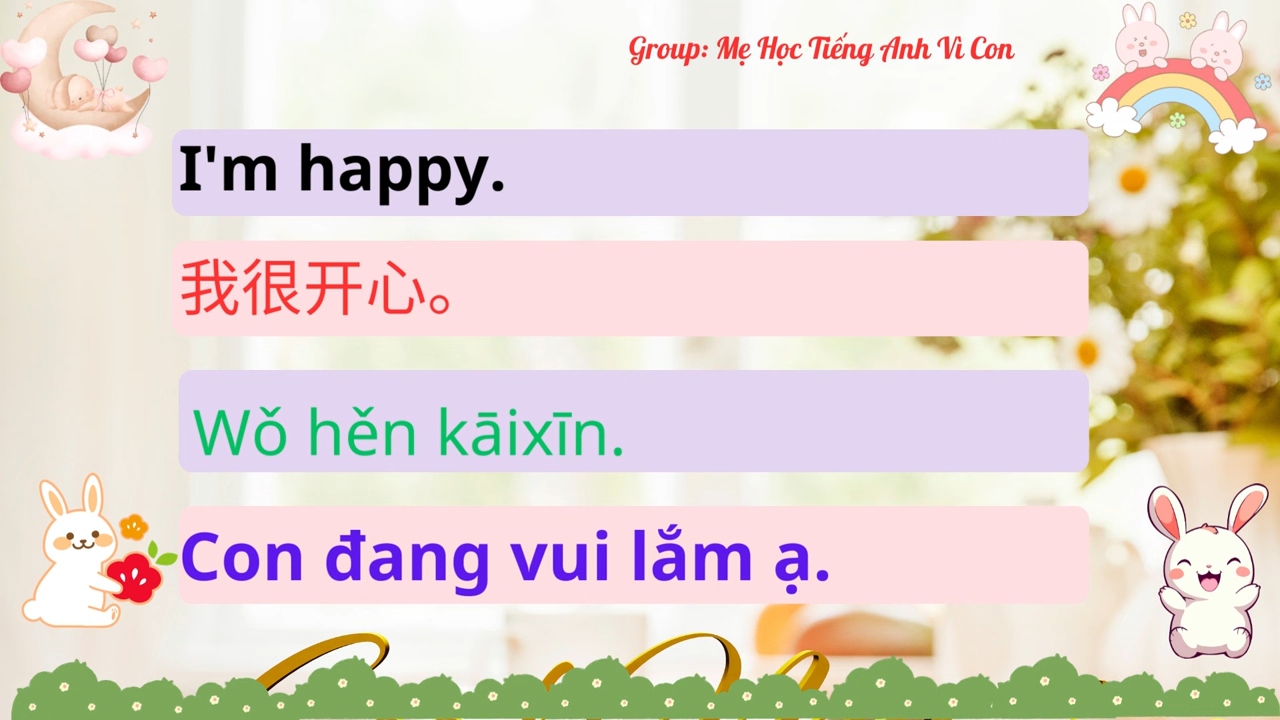 Group: Mẹ Học Tiếng Anh Vì Con
I'm happy.
我很开心。
Wǒ hěn kāixīn.
Con đang vui lắm ạ.